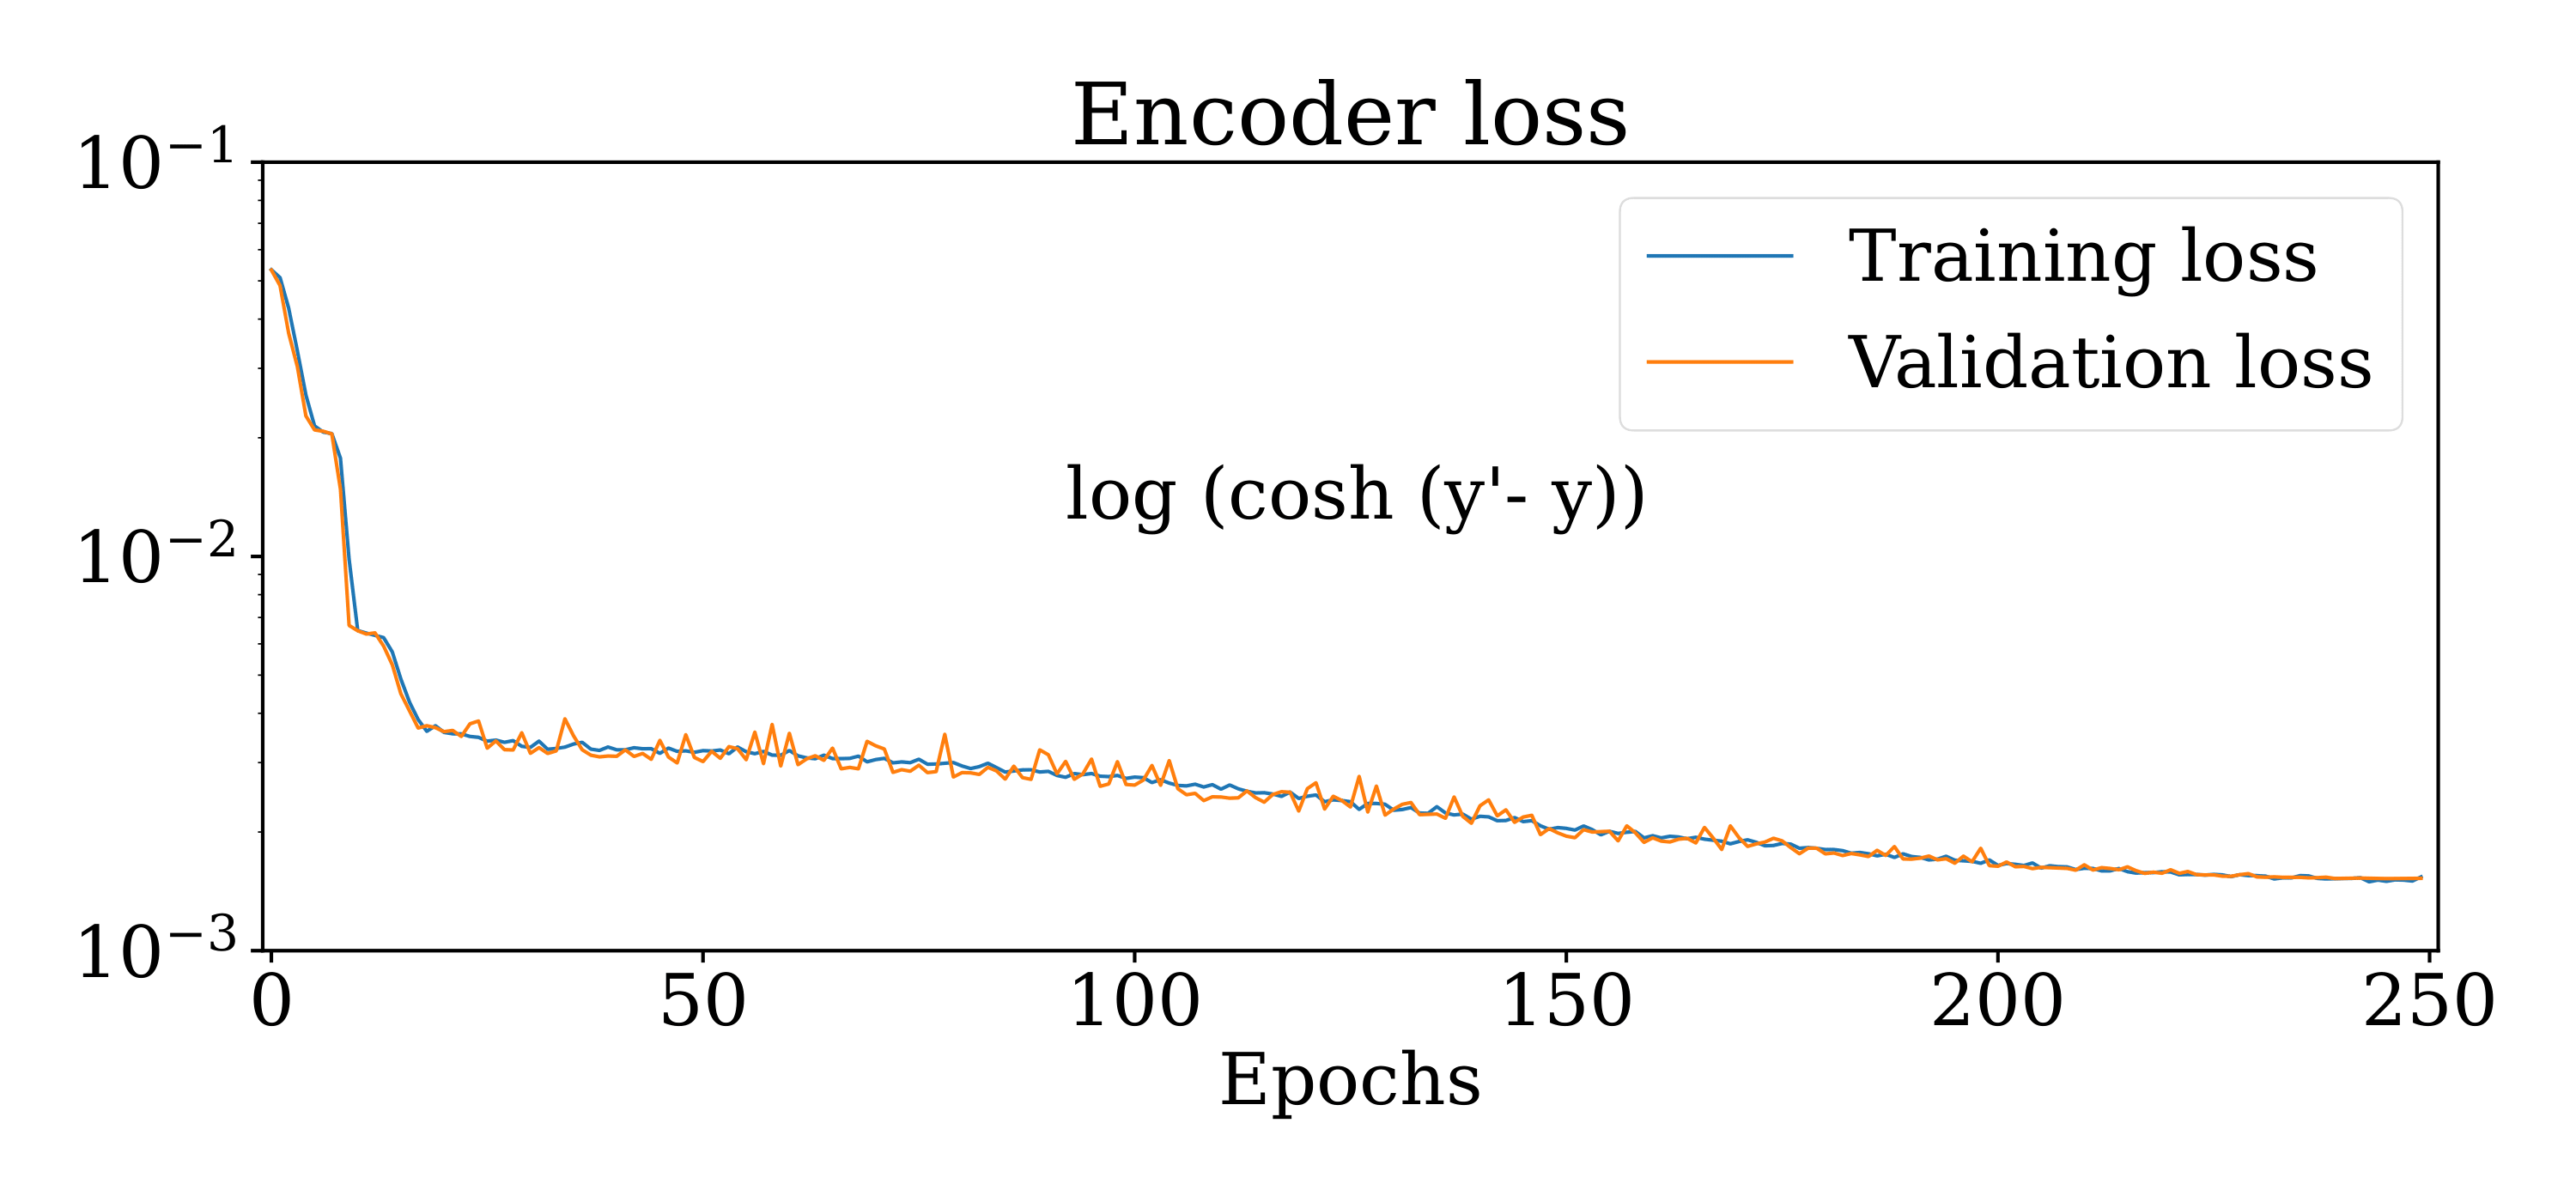 Encoder loss
10⁻¹
Training loss
Validation loss
log (cosh (y'- y))
10⁻²
10⁻³
0 50 100 150 200 250
Epochs